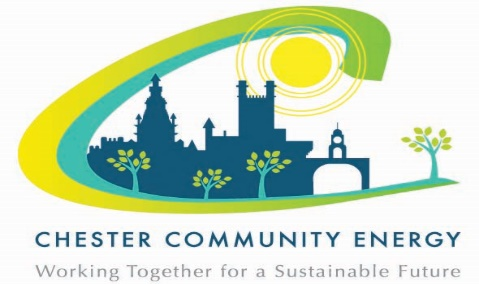 CHESTER COMMUNITY ENERGY
Working Together for a Sustainable Future